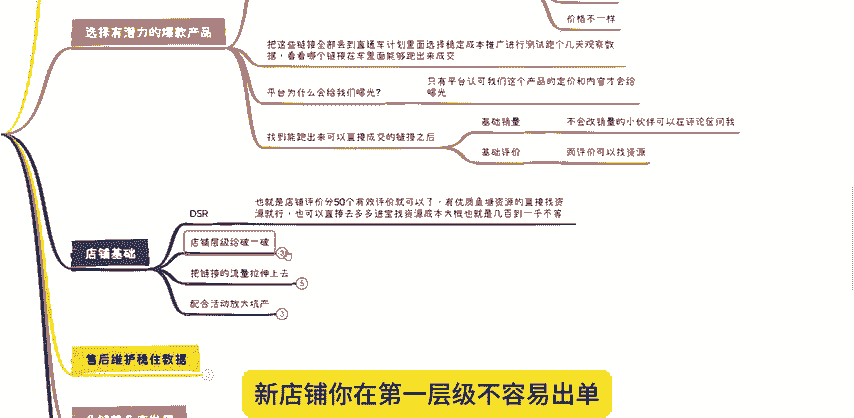 价格不一样
选择有潜力的爆款产品
把这些链接全部丢到直通车计划里面选择稳定成本推广进行测试跑个几天观察数
据，看看哪个链接在车里面能够跑出来成交
平台为什么会给我们曝光?
只有平台认可我们这个产品的定价和内容才会给
曝光
找到能跑出来可以直接成交的链接之后
基础销量
不会改销量的小伙伴可以在评论区问我
基础评价
两评价可以找资源
店铺基础
DSR
也就是店铺评价分50个有效评价就可以了，有优质鱼塘资源的直接找资
源就行，也可以直接去多多进宝找资源成本大概也就是几百到一千不等
店铺层级给破一破
3
把链接的流量拉伸上去
5
配合活动放大坑产
3
售后维护稳住数据
新店铺你在第一层级不容易出单